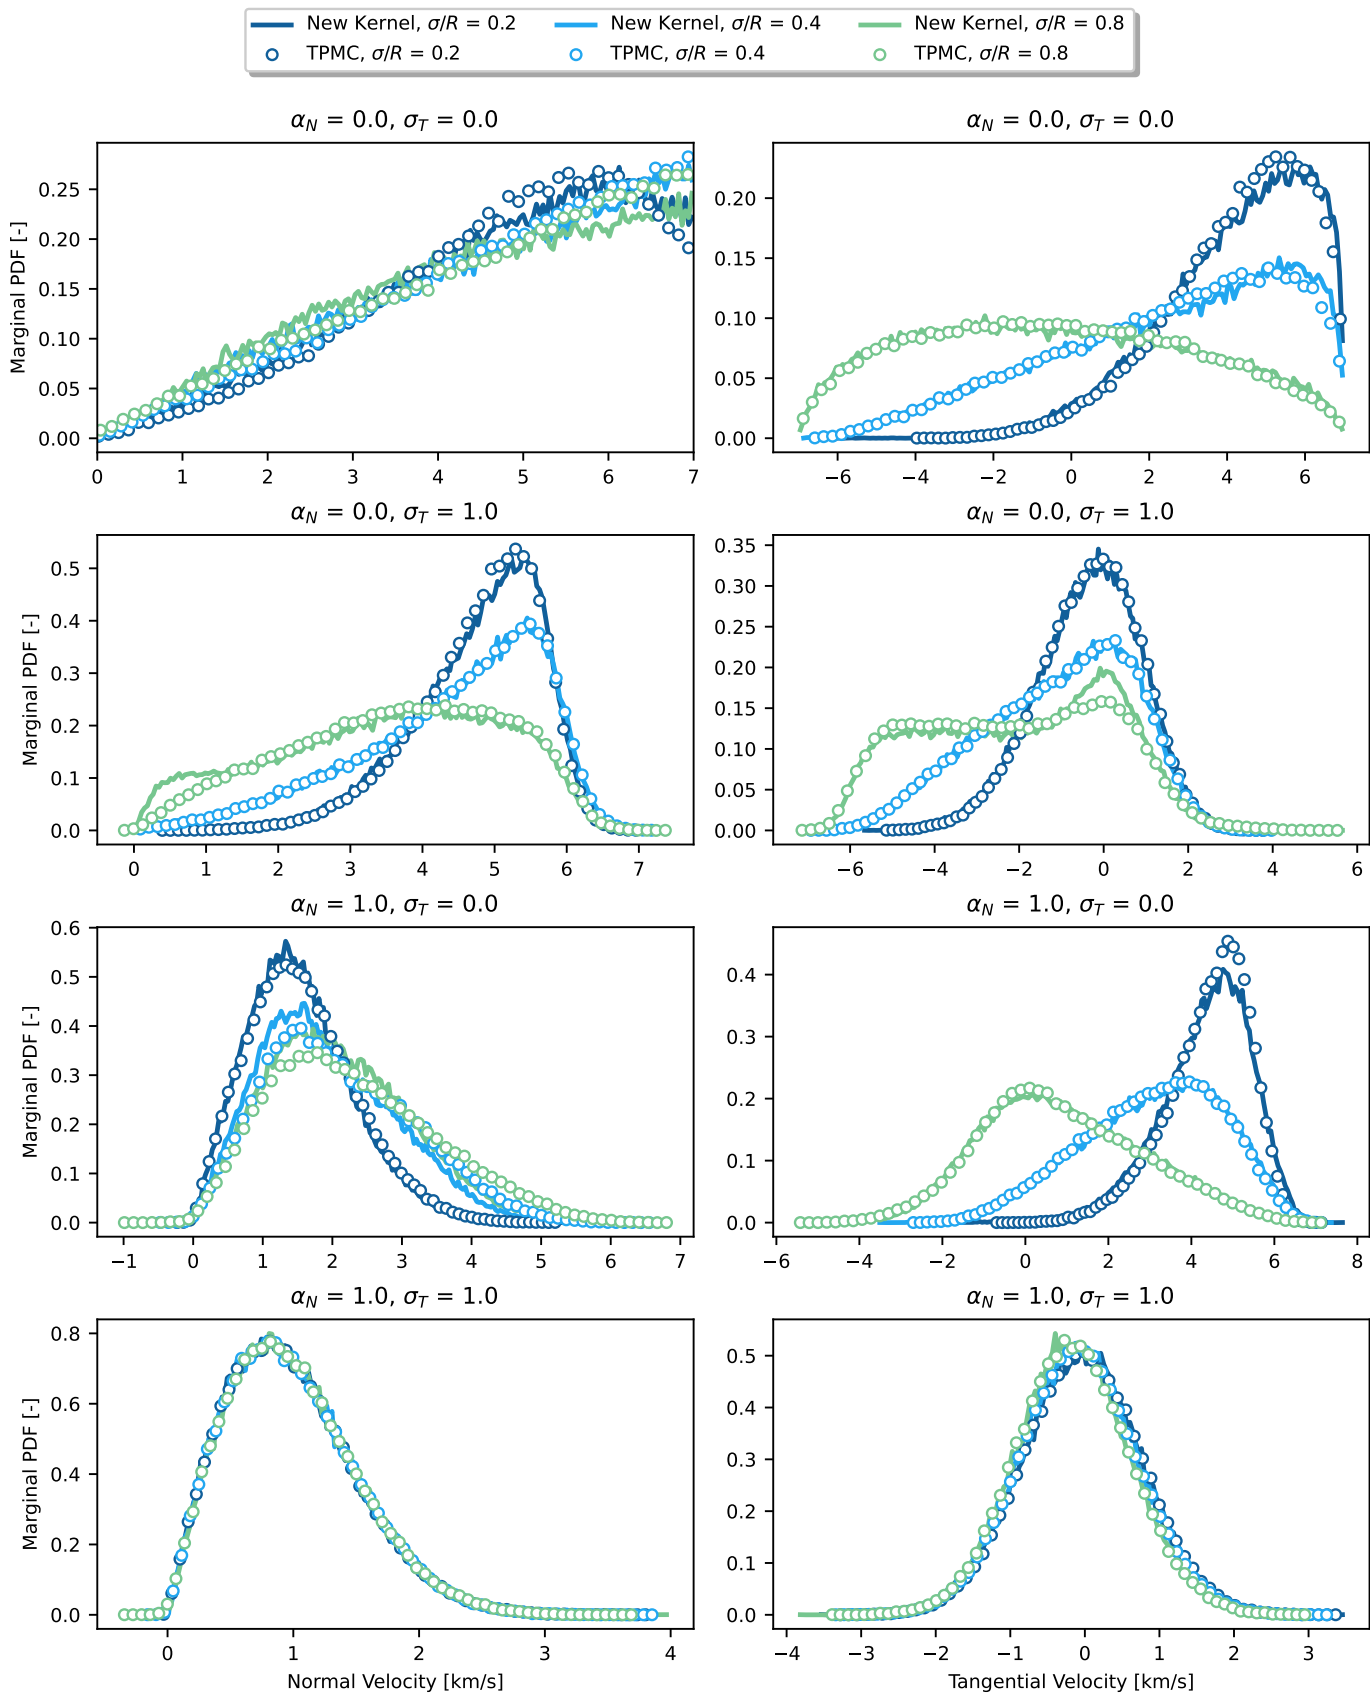 New Kernel, σ/R = 0.2 New Kernel, σ/R = 0.4 New Kernel, σ/R = 0.8
TPMC, σ/R = 0.2 TPMC, σ/R = 0.4 TPMC, σ/R = 0.8
α_N = 0.0, σ_T = 0.0
Marginal PDF [-]
0.25
0.20
0.15
0.10
0.05
0.00
0 1 2 3 4 5 6 7
α_N = 0.0, σ_T = 0.0
0.20
0.15
0.10
0.05
0.00
−6 −4 −2 0 2 4 6
α_N = 0.0, σ_T = 1.0
Marginal PDF [-]
0.5
0.4
0.3
0.2
0.1
0.0
0 1 2 3 4 5 6 7
α_N = 0.0, σ_T = 1.0
0.35
0.30
0.25
0.20
0.15
0.10
0.05
0.00
−6 −4 −2 0 2 4 6
α_N = 1.0, σ_T = 0.0
Marginal PDF [-]
0.6
0.5
0.4
0.3
0.2
0.1
0.0
−1 0 1 2 3 4 5 6 7
α_N = 1.0, σ_T = 0.0
0.4
0.3
0.2
0.1
0.0
−6 −4 −2 0 2 4 6 8
α_N = 1.0, σ_T = 1.0
Marginal PDF [-]
0.8
0.6
0.4
0.2
0.0
0 1 2 3 4
Normal Velocity [km/s]
α_N = 1.0, σ_T = 1.0
0.5
0.4
0.3
0.2
0.1
0.0
−4 −3 −2 −1 0 1 2 3
Tangential Velocity [km/s]